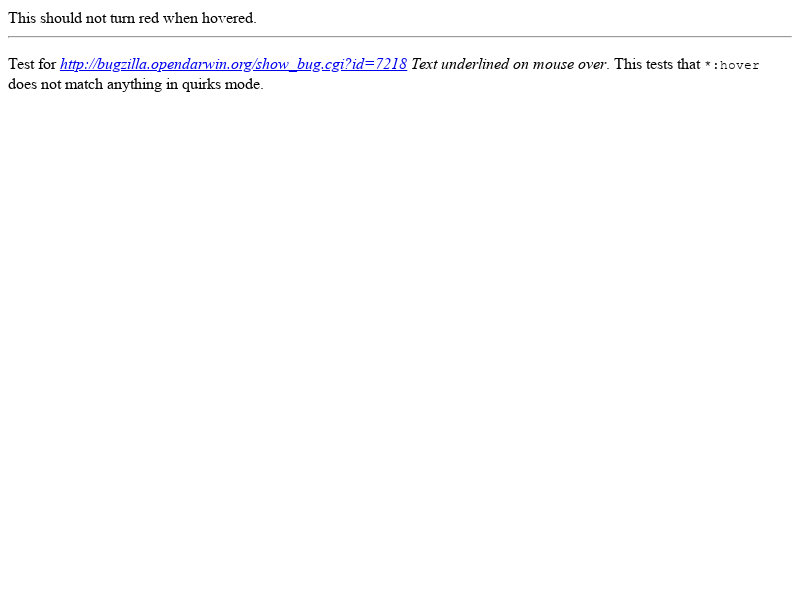 This should not turn red when hovered.
Test for http://bugzilla.opendarwin.org/show_bug.cgi?id=7218 Text underlined on mouse over. This tests that *:hover
does not match anything in quirks mode.